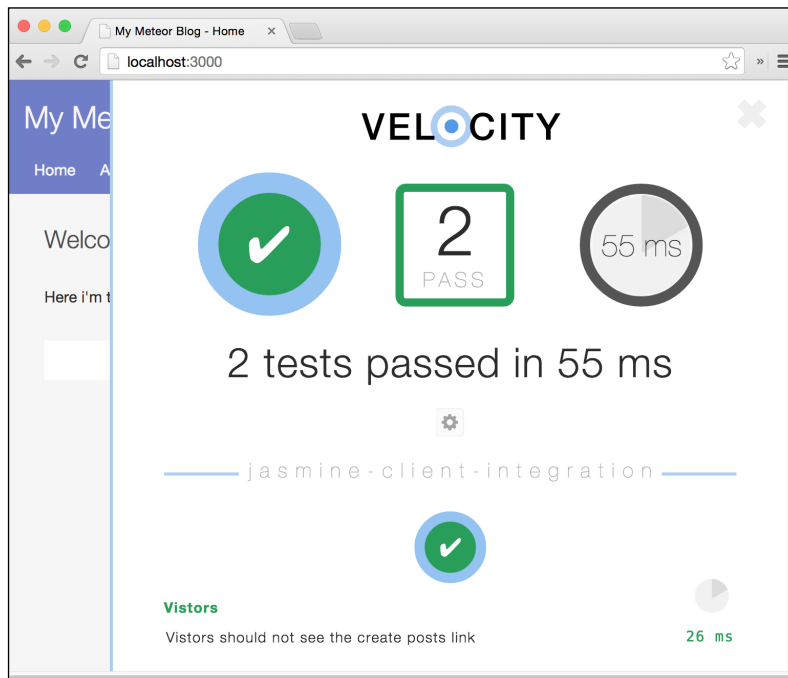 My Meteor Blog - Home
localhost:3000
My Me
Home A
Welco
Here i'm t
VELOCITY
2
PASS
55 ms
2 tests passed in 55 ms
jasmine-client-integration
Vistors
Vistors should not see the create posts link
26 ms